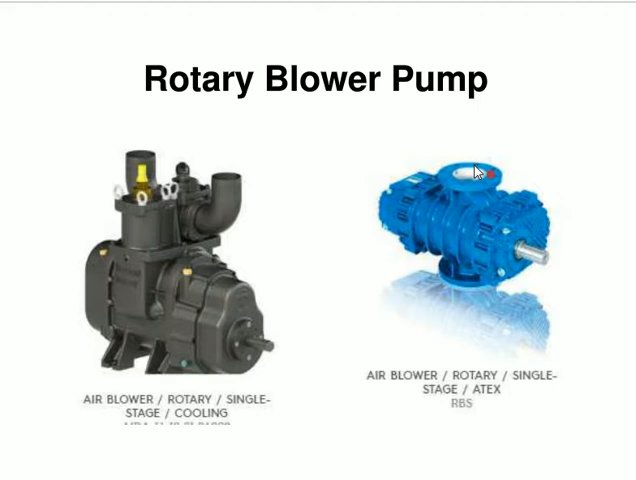 Rotary Blower Pump
AIR BLOWER / ROTARY / SINGLE-
STAGE / COOLING
AIR BLOWER / ROTARY / SINGLE-
STAGE / ATEX
RBS